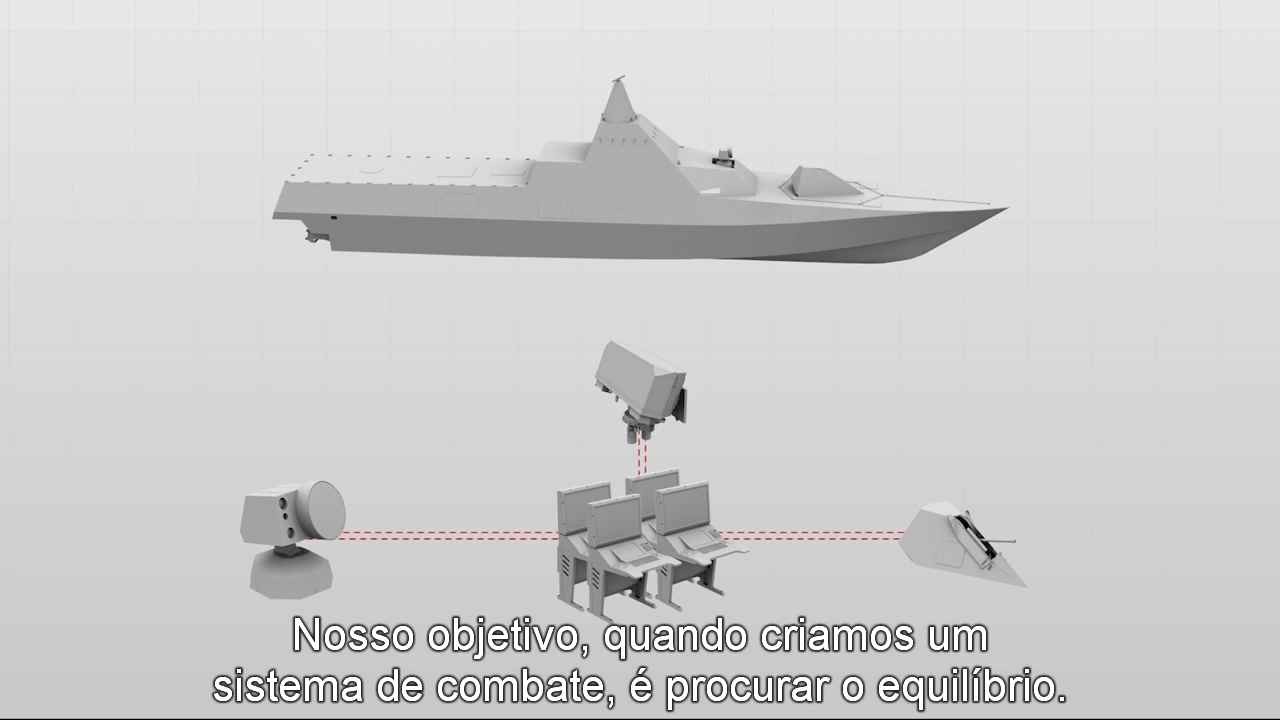 Nosso objetivo, quando criamos um
sistema de combate, é procurar o equilíbrio.